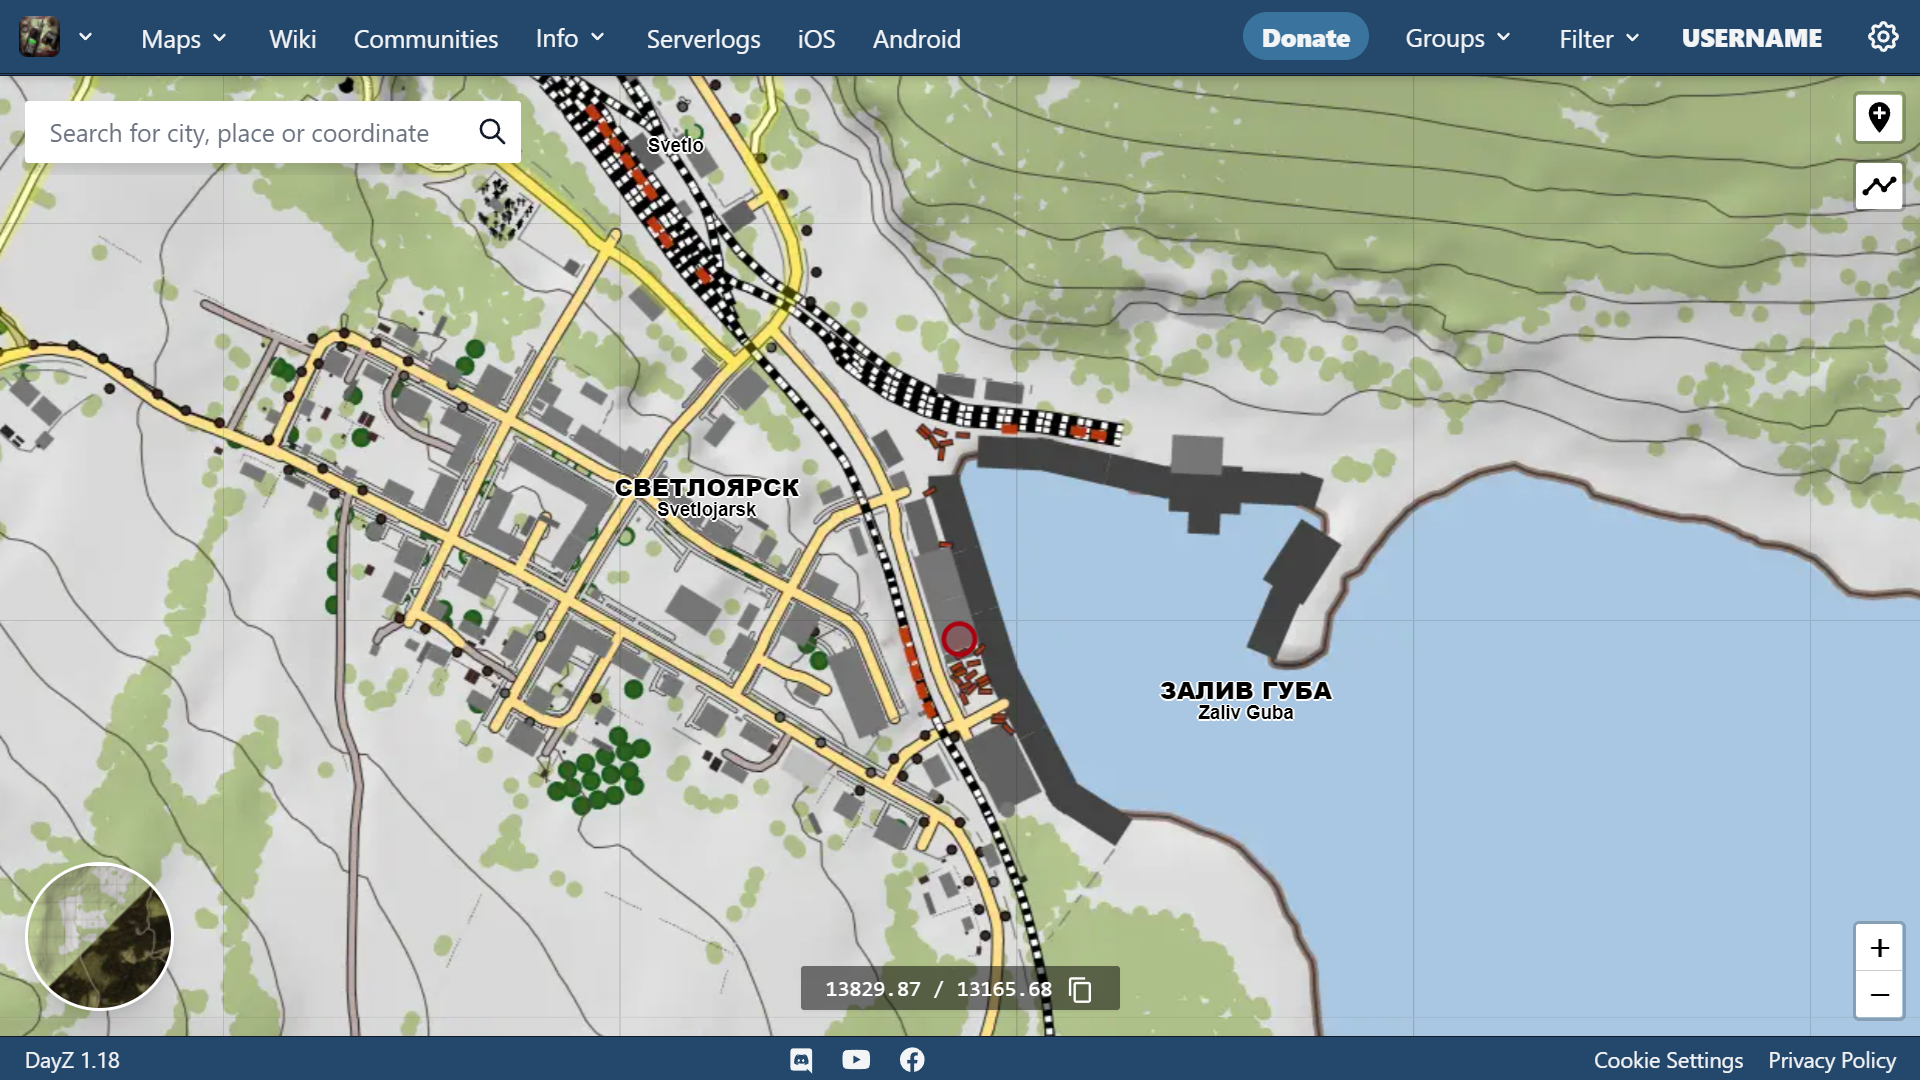 Maps
Wiki
Communities
Info
Serverlogs
iOS
Android
Donate
Groups
Filter
USERNAME
Search for city, place or coordinate
Svetlo
СВЕТЛОЯРСК
Svetlojarsk
ЗАЛИВ ГУБА
Zaliv Guba
13829.87 / 13165.68
+
−
DayZ 1.18
Cookie Settings
Privacy Policy